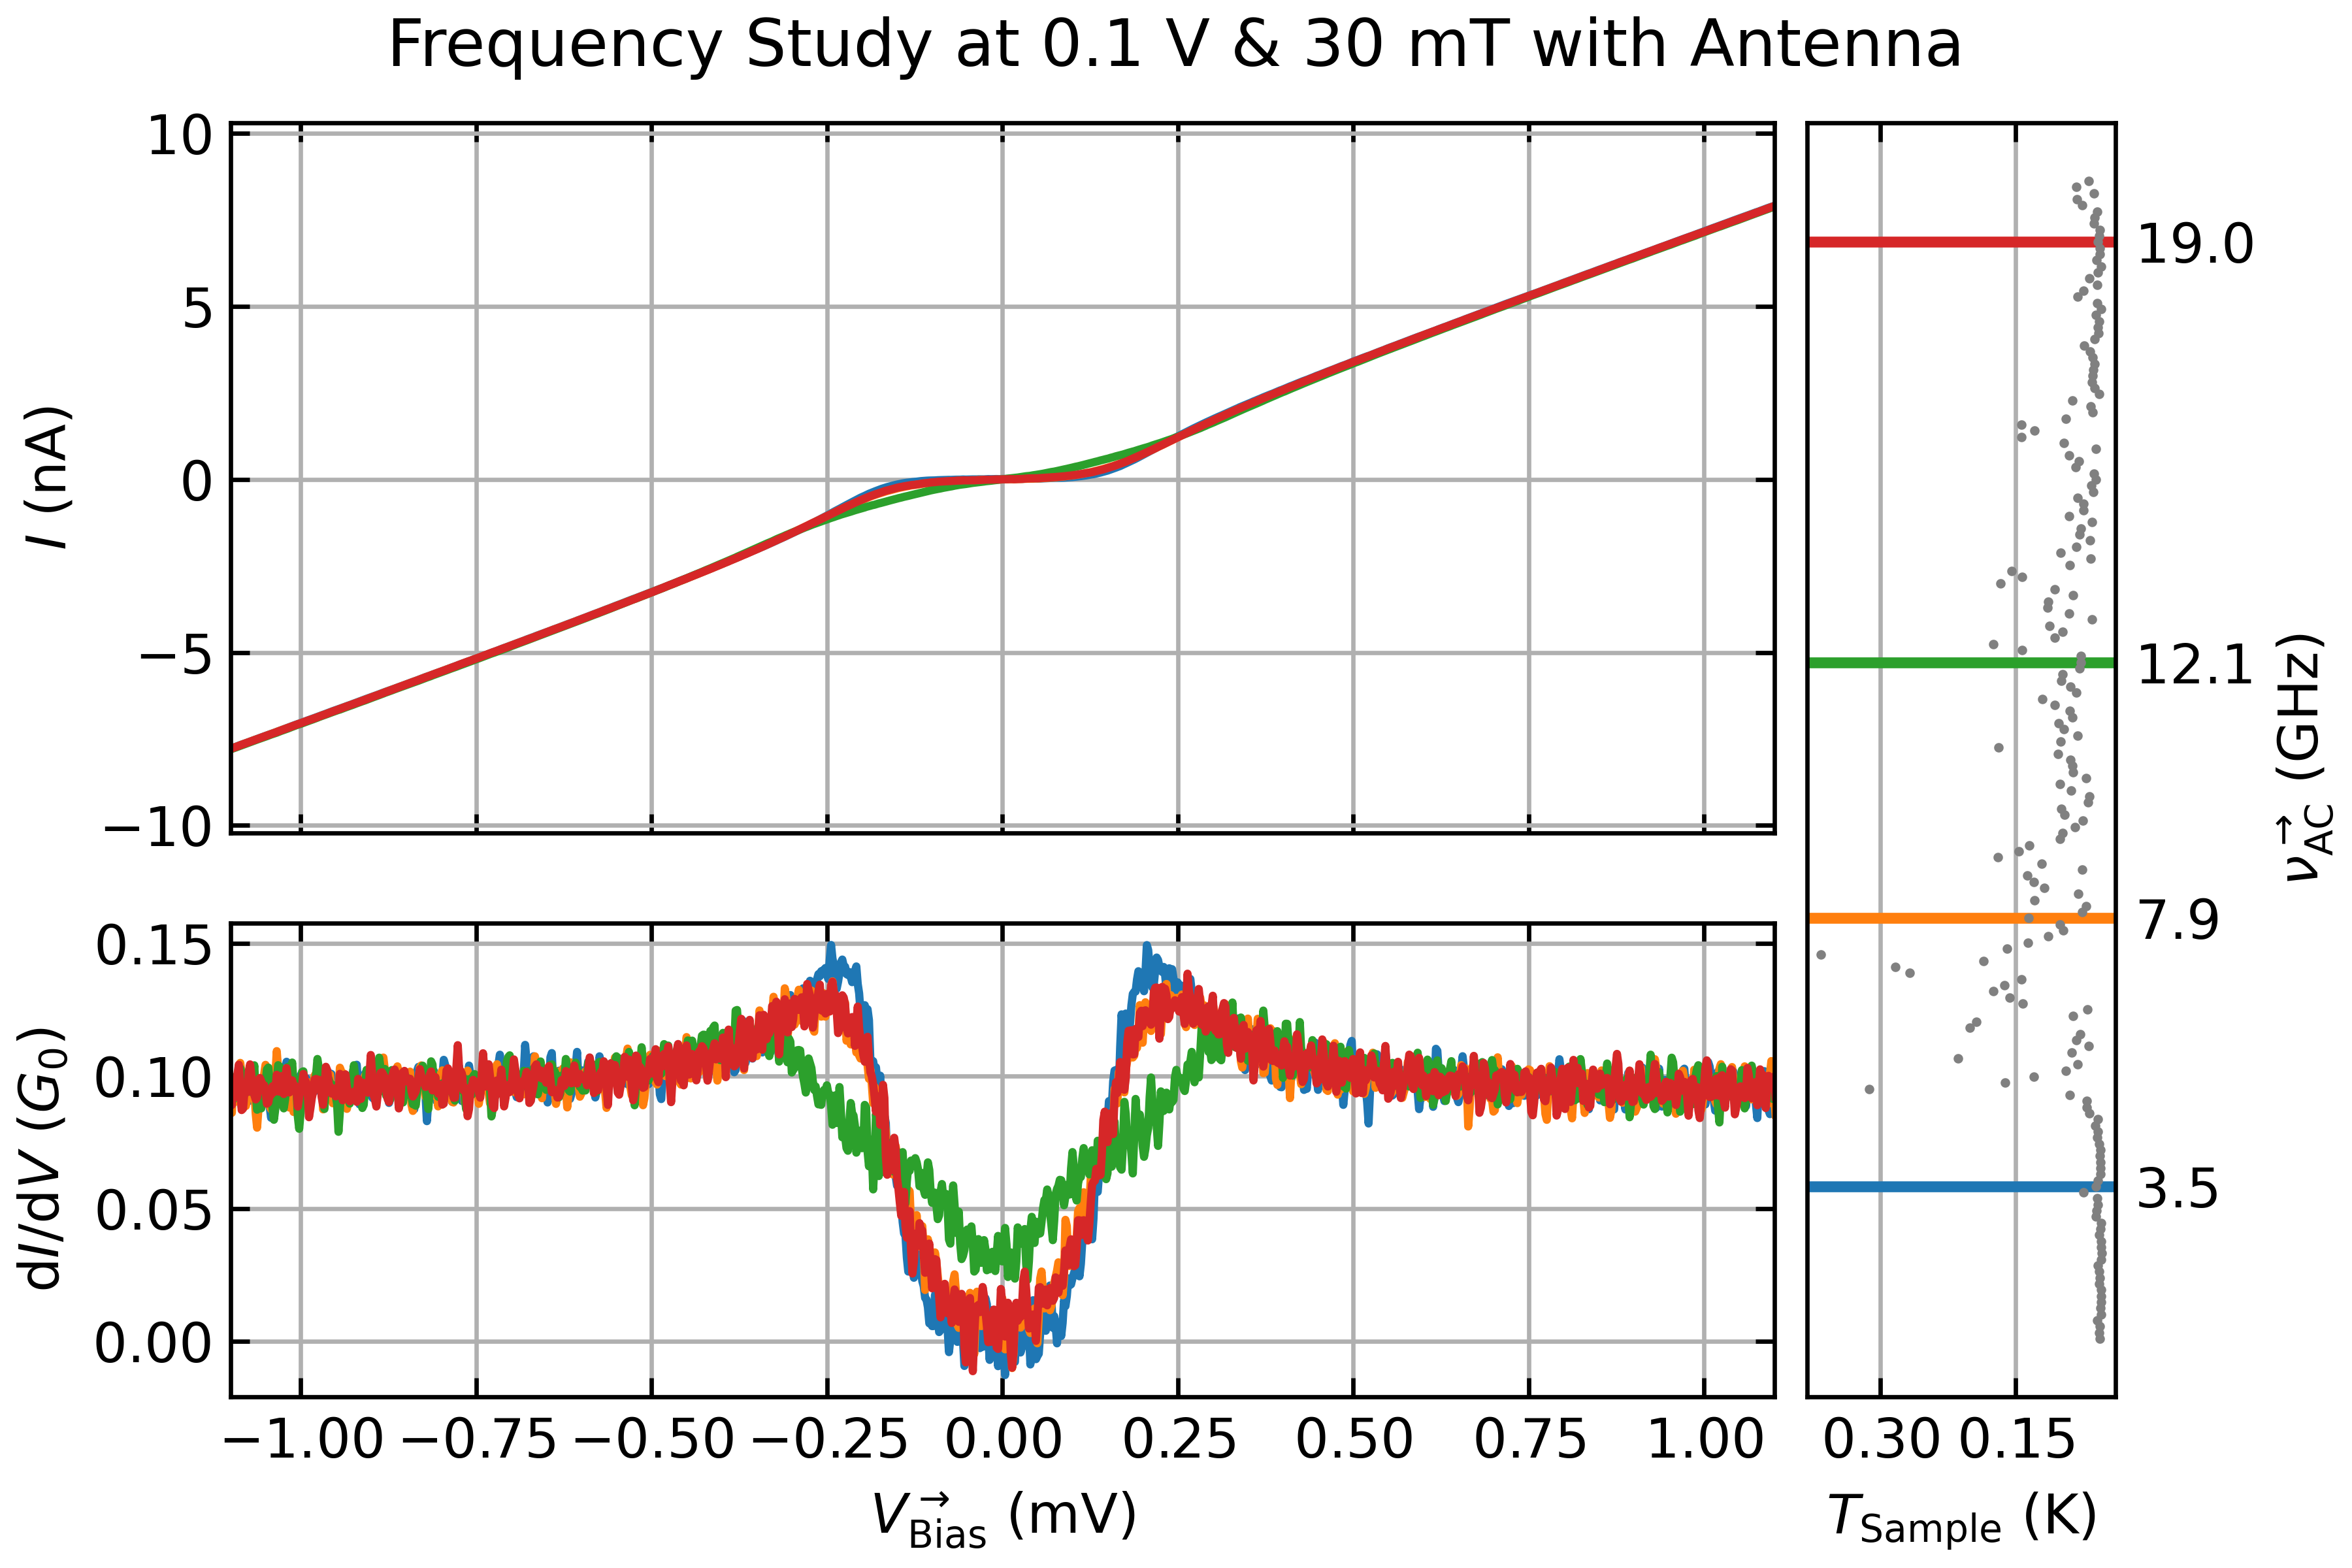 Frequency Study at 0.1 V & 30 mT with Antenna
10
5
0
−5
−10
I (nA)
0.15
0.10
0.05
0.00
dI/dV (G₀)
−1.00 −0.75 −0.50 −0.25 0.00 0.25 0.50 0.75 1.00
V→Bias (mV)
0.30 0.15
TSample (K)
19.0
12.1
7.9
3.5
ν→AC (GHz)